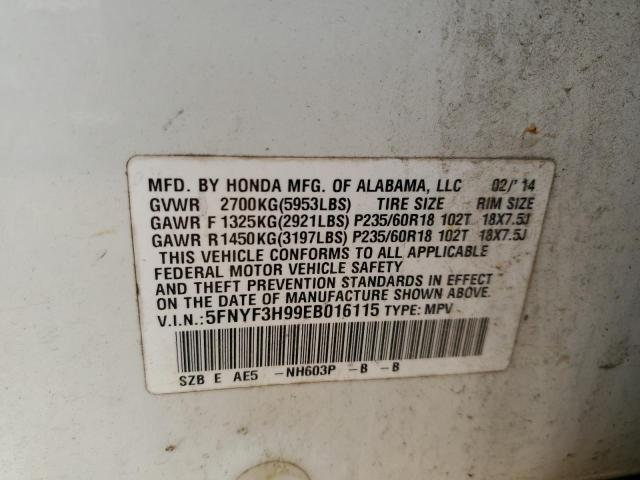 MFD. BY HONDA MFG. OF ALABAMA, LLC 02/'14
GVWR 2700KG(5953LBS) TIRE SIZE RIM SIZE
GAWR F 1325KG(2921LBS) P235/60R18 102T 18X7.5J
GAWR R 1450KG(3197LBS) P235/60R18 102T 18X7.5J
THIS VEHICLE CONFORMS TO ALL APPLICABLE
FEDERAL MOTOR VEHICLE SAFETY
AND THEFT PREVENTION STANDARDS IN EFFECT
ON THE DATE OF MANUFACTURE SHOWN ABOVE.
V.I.N.:5FNYF3H99EB016115 TYPE: MPV
SZB E AE5 -NH603P -B -B